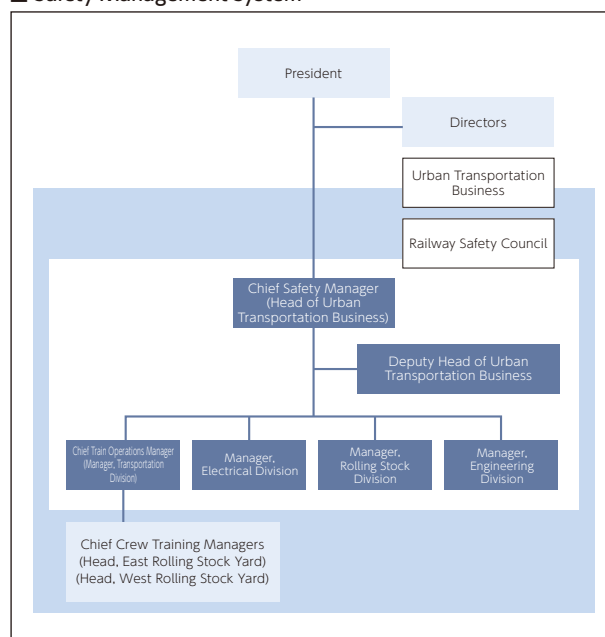 Safety Management System
President
Directors
Urban Transportation
Business
Railway Safety Council
Chief Safety Manager
(Head of Urban
Transportation Business)
Deputy Head of Urban
Transportation Business
Chief Train Operations Manager
(Manager, Transportation
Division)
Manager,
Electrical Division
Manager,
Rolling Stock
Division
Manager,
Engineering
Division
Chief Crew Training Managers
(Head, East Rolling Stock Yard)
(Head, West Rolling Stock Yard)